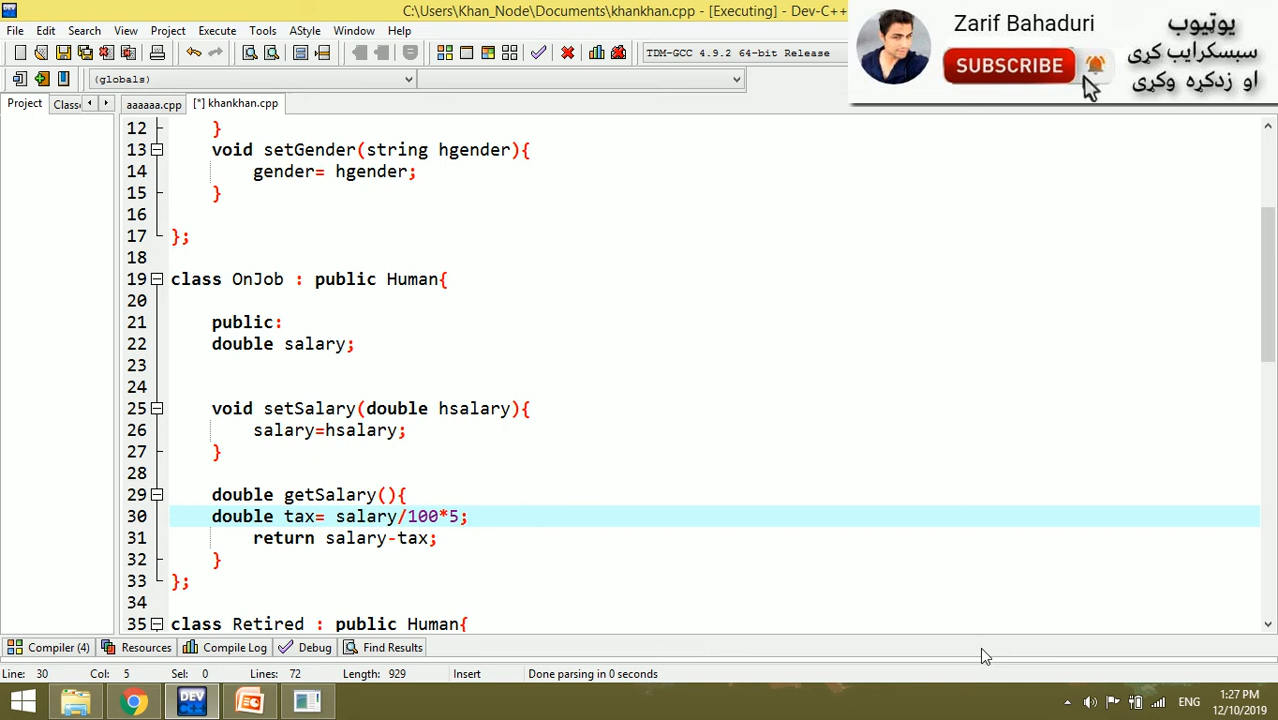 C:\Users\Khan_Node\Documents\khankhan.cpp - [Executing] - Dev-C++
File Edit Search View Project Execute Tools AStyle Window Help
TDM-GCC 4.9.2 64-bit Release
(globals)
Project Classe aaaaaa.cpp [*] khankhan.cpp
Zarif Bahaduri
SUBSCRIBE
یوټیوب
سبسکرایب کړی
او زدکړه وکړی
12 }
13 void setGender(string hgender){
14 gender= hgender;
15 }
16
17 };
18
19 class OnJob : public Human{
20
21 public:
22 double salary;
23
24
25 void setSalary(double hsalary){
26 salary=hsalary;
27 }
28
29 double getSalary(){
30 double tax= salary/100*5;
31 return salary-tax;
32 }
33 };
34
35 class Retired : public Human{
Compiler (4) Resources Compile Log Debug Find Results
Line: 30 Col: 5 Sel: 0 Lines: 72 Length: 929 Insert Done parsing in 0 seconds
DEV C++
ENG
1:27 PM
12/10/2019